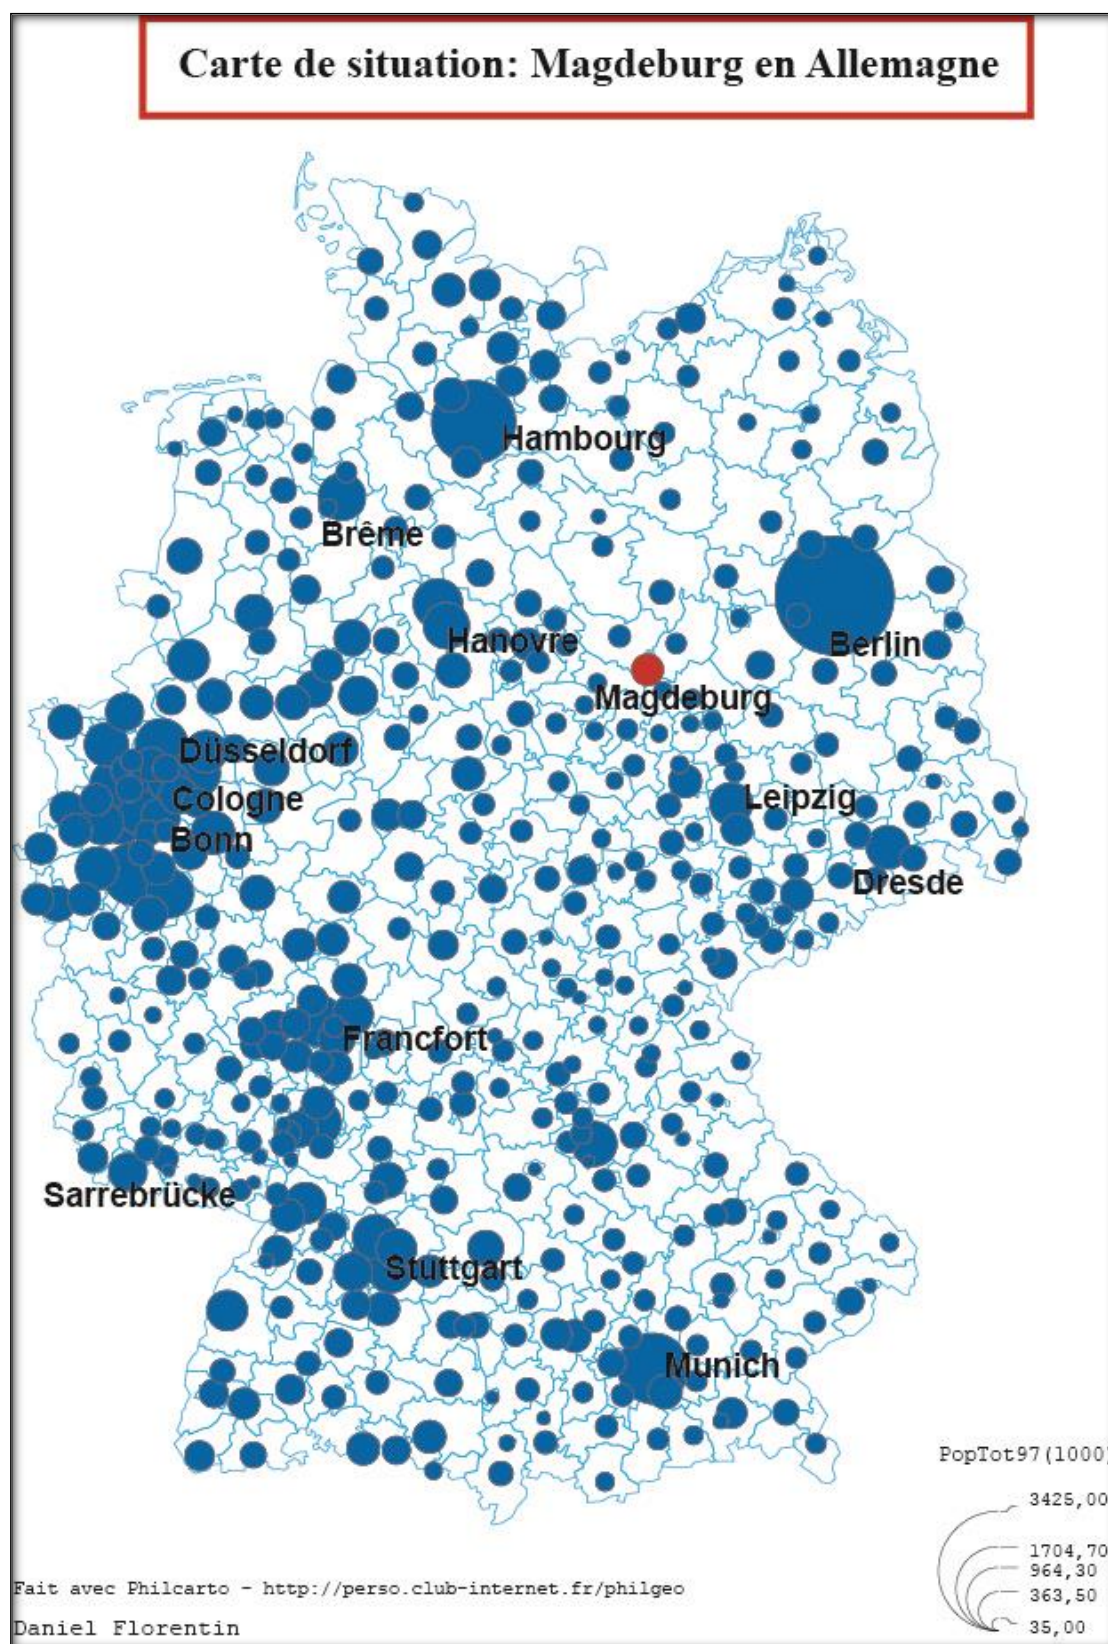 Carte de situation: Magdeburg en Allemagne
Hambourg
Brême
Hanovre
Berlin
Magdeburg
Düsseldorf
Cologne
Leipzig
Bonn
Dresde
Francfort
Sarrebrücke
Stuttgart
Munich
PopTot97(1000)
3425,00
1704,70
964,30
363,50
35,00
Fait avec Philcarto - http://perso.club-internet.fr/philgeo
Daniel Florentin